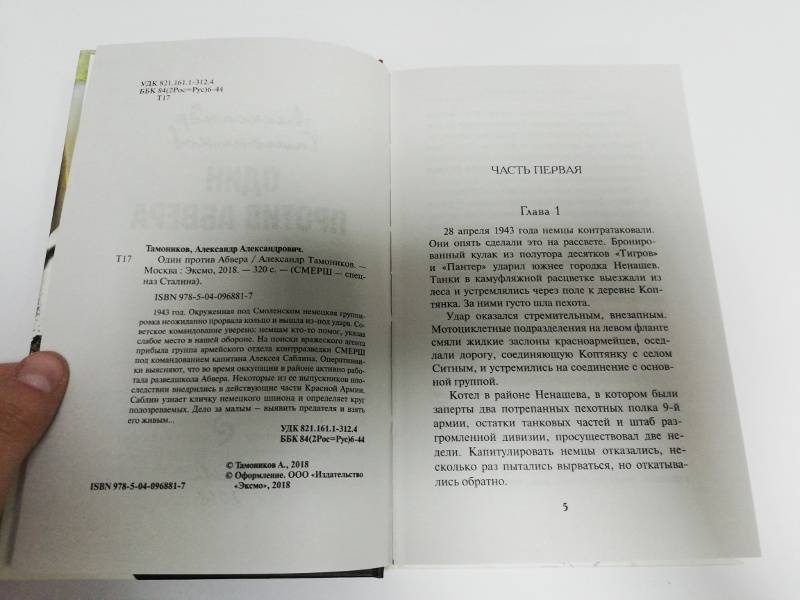 УДК 821.161.1-312.4
ББК 84(2Рос=Рус)6-44
Т17
Тамоников, Александр Александрович.
Т17 Один против Абвера / Александр Тамоников. —
Москва : Эксмо, 2018. — 320 с. — (СМЕРШ — спец-
наз Сталина).
ISBN 978-5-04-096881-7
1943 год. Окруженная под Смоленском немецкая группи-
ровка неожиданно прорвала кольцо и вышла из-под удара. Со-
ветское командование уверено: немцам кто-то помог, указав
слабое место в нашей обороне. На поиски вражеского агента
прибыла группа армейского отдела контрразведки СМЕРШ
под командованием капитана Алексея Саблина. Оперативни-
ки выясняют, что во время оккупации в районе активно рабо-
тала разведшкола Абвера. Некоторые из ее выпускников впо-
следствии внедрились в действующие части Красной Армии.
Саблин узнает кличку немецкого шпиона и определяет круг
подозреваемых. Дело за малым — выявить предателя и взять
его живым...
УДК 821.161.1-312.4
ББК 84(2Рос=Рус)6-44
© Тамоников А., 2018
© Оформление. ООО «Издательство
ISBN 978-5-04-096881-7 «Эксмо», 2018
ЧАСТЬ ПЕРВАЯ
Глава 1
28 апреля 1943 года немцы контратаковали.
Они опять сделали это на рассвете. Брониро-
ванный кулак из полутора десятков «Тигров»
и «Пантер» ударил южнее городка Ненашев.
Танки в камуфляжной расцветке выезжали из
леса и устремлялись через поле к деревне Коп-
тянка. За ними густо шла пехота.
Удар оказался стремительным, внезапным.
Мотоциклетные подразделения на левом фланге
смяли жидкие заслоны красноармейцев, осед-
лали дорогу, соединяющую Коптянку с селом
Ситным, и устремились на соединение с основ-
ной группой.
Котел в районе Ненашева, в котором были
заперты два потрепанных пехотных полка 9-й
армии, остатки танковых частей и штаб раз-
громленной дивизии, просуществовал две не-
дели. Капитулировать немцы отказались, не-
сколько раз пытались вырваться, но откатыва-
лись обратно.
5